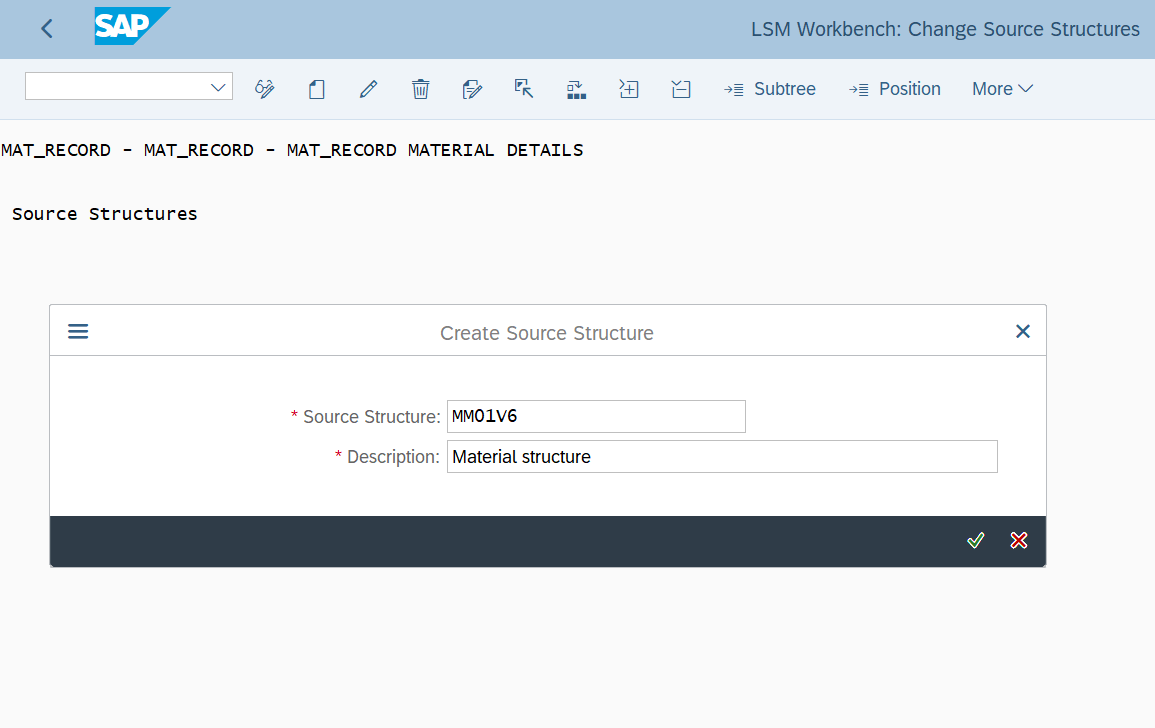 SAP
LSM Workbench: Change Source Structures
Subtree Position More
MAT_RECORD - MAT_RECORD - MAT_RECORD MATERIAL DETAILS
Source Structures
Create Source Structure
* Source Structure: MM01V6
* Description: Material structure